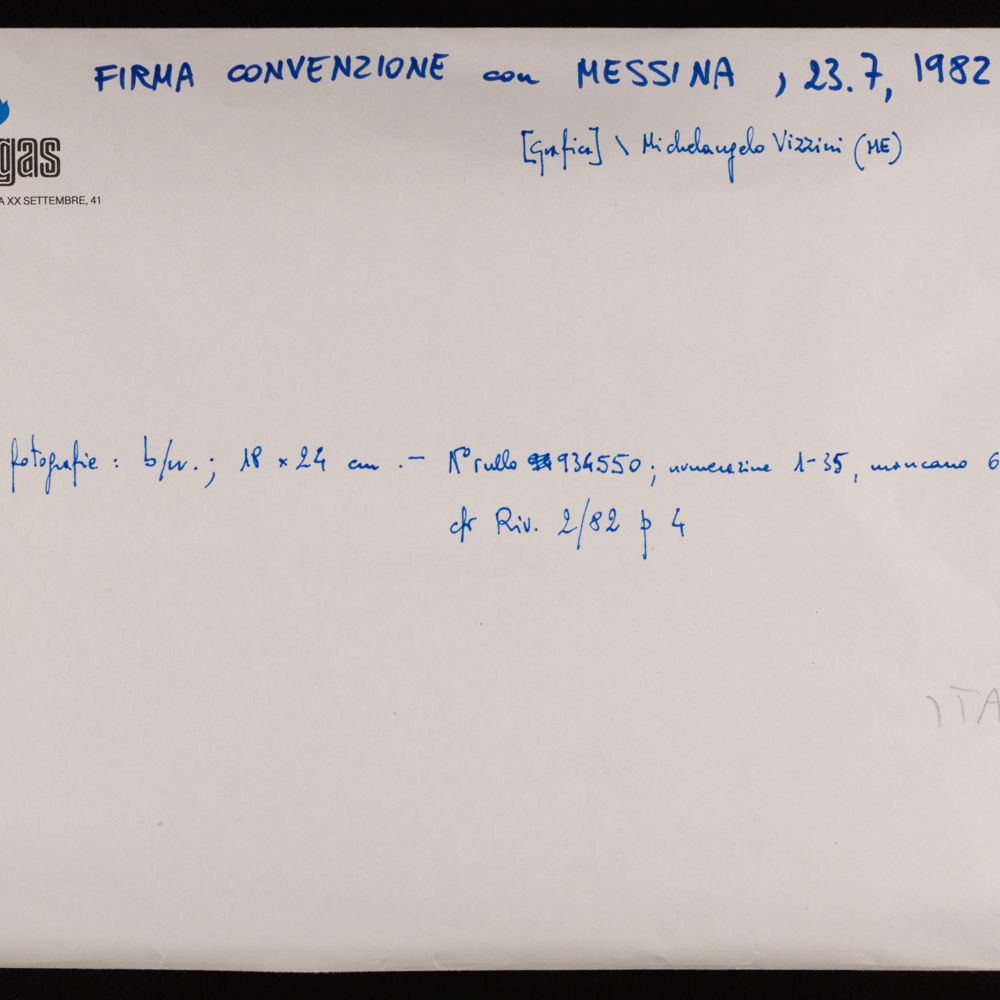 FIRMA CONVENZIONE con MESSINA, 23.7, 1982
[Grafica] \ Michelangelo Vizzini (ME)
gas
A XX SETTEMBRE, 41
fotografie: b/n.; 18 x 24 cm .- N° rullo 934550; numerazione 1-35, mancano 6
cfr Riv. 2/82 p 4
ITA